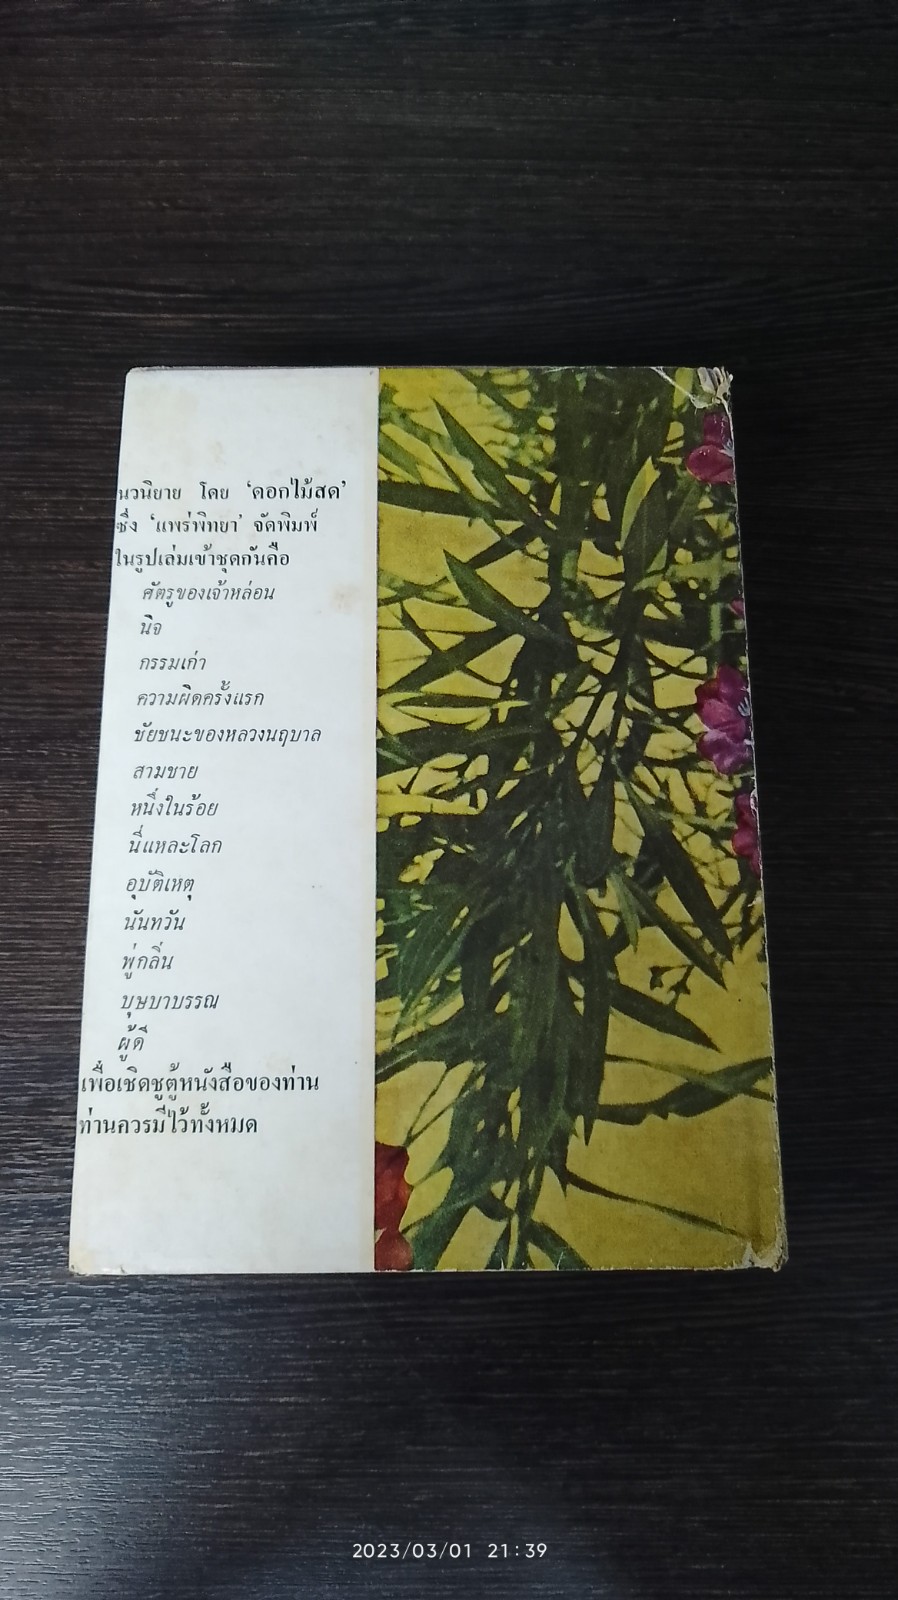 นวนิยาย โดย ‘ดอกไม้สด’
ซึ่ง ‘แพร่พิทยา’ จัดพิมพ์
ในรูปเล่มเข้าชุดกันคือ
ศัตรูของเจ้าหล่อน
นิจ
กรรมเก่า
ความผิดครั้งแรก
ชัยชนะของหลวงนฤบาล
สามชาย
หนึ่งในร้อย
นี่แหละโลก
อุบัติเหตุ
นันทวัน
พู่กลิ่น
บุษบาบรรณ
ผู้ดี
เพื่อเชิดชูตู้หนังสือของท่าน
ท่านควรมีไว้ทั้งหมด
2023/03/01 21:39